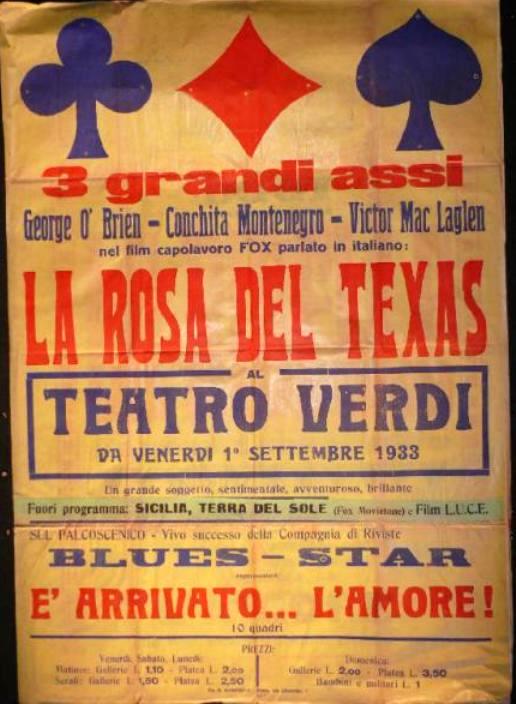 3 grandi assi
George O' Brien - Conchita Montenegro - Victor Mac Laglen
nel film capolavoro FOX parlato in italiano:
LA ROSA DEL TEXAS
AL
TEATRO VERDI
DA VENERDI 1° SETTEMBRE 1933
Un grande soggetto, sentimentale, avventuroso, brillante
Fuori programma: SICILIA, TERRA DEL SOLE (Fox Movietone) e Film L.U.C.E.
SUL PALCOSCENICO - Vivo successo della Compagnia di Riviste
BLUES - STAR
E' ARRIVATO... L'AMORE!
10 quadri
PREZZI:
Venerdì, Sabato, Lunedì:
Matinée: Gallerie L. 1,10 - Platea L. 2,00
Serali: Gallerie L. 1,50 - Platea L. 2,50
Domenica:
Gallerie L. 2,00 - Platea L. 3,50
Bambini e militari L. 1